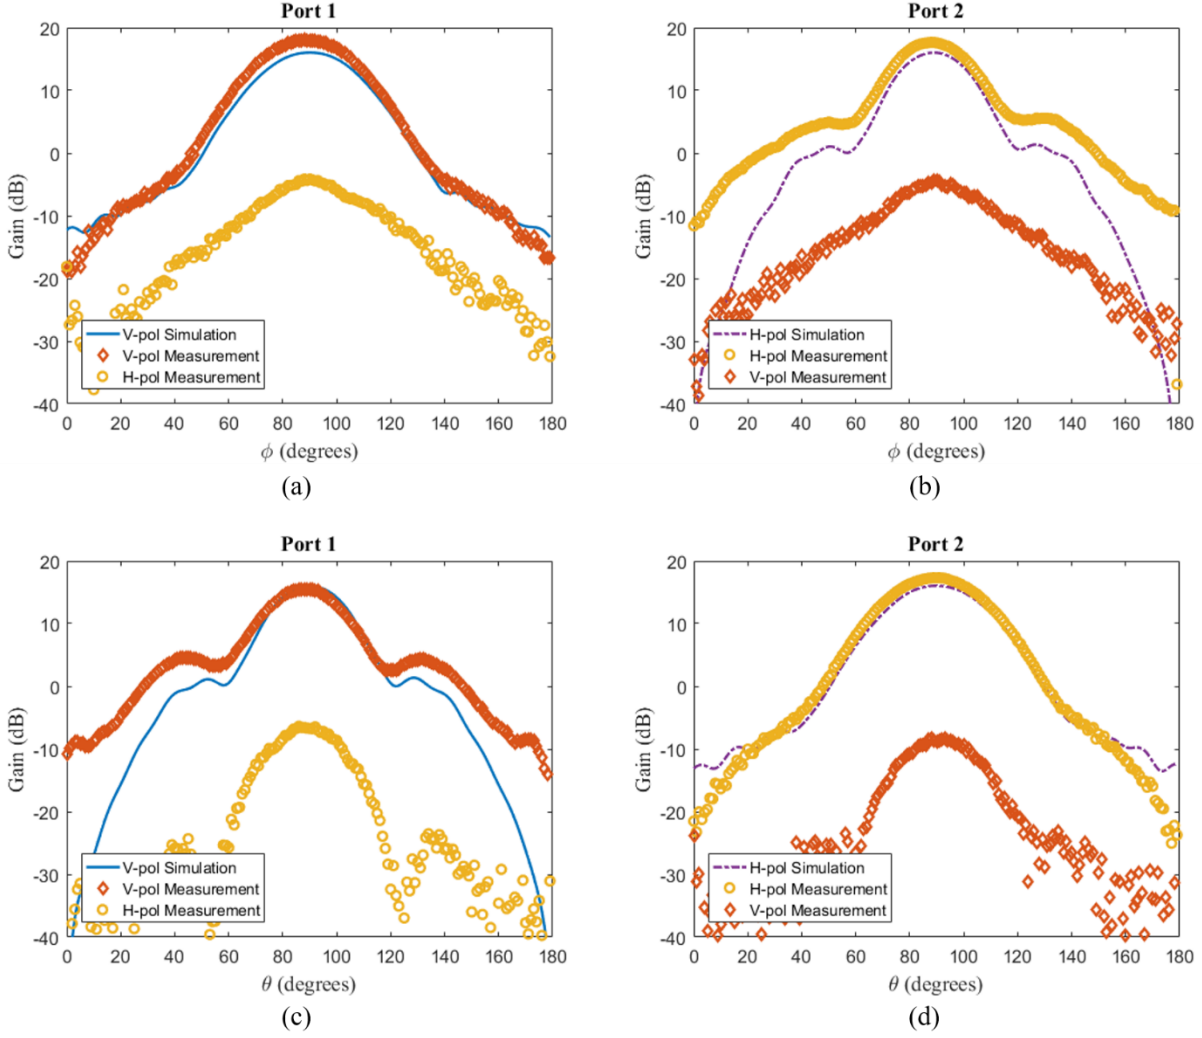 Port 1
Gain (dB)
20
10
0
-10
-20
-30
-40
V-pol Simulation
V-pol Measurement
H-pol Measurement
0 20 40 60 80 100 120 140 160 180
ϕ (degrees)
(a)
Port 2
Gain (dB)
20
10
0
-10
-20
-30
-40
H-pol Simulation
H-pol Measurement
V-pol Measurement
0 20 40 60 80 100 120 140 160 180
ϕ (degrees)
(b)
Port 1
Gain (dB)
20
10
0
-10
-20
-30
-40
V-pol Simulation
V-pol Measurement
H-pol Measurement
0 20 40 60 80 100 120 140 160 180
θ (degrees)
(c)
Port 2
Gain (dB)
20
10
0
-10
-20
-30
-40
H-pol Simulation
H-pol Measurement
V-pol Measurement
0 20 40 60 80 100 120 140 160 180
θ (degrees)
(d)